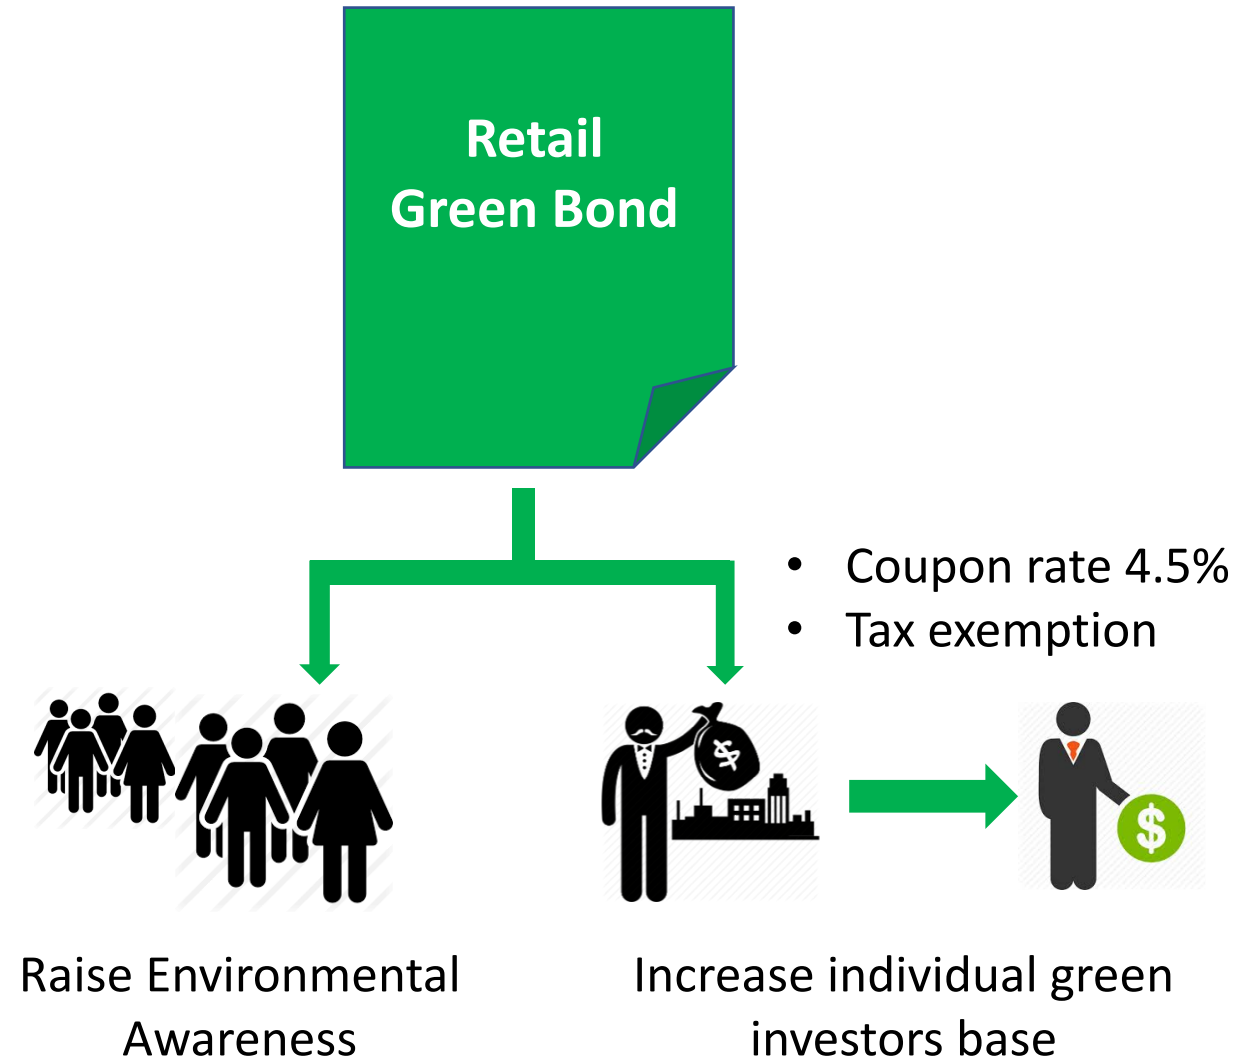 Retail
Green Bond
• Coupon rate 4.5%
• Tax exemption
$
$
Raise Environmental
Awareness
Increase individual green
investors base